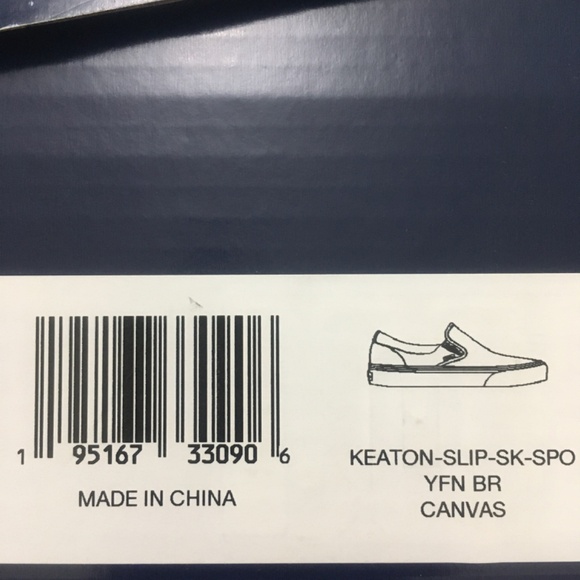 1 95167 33090 6
MADE IN CHINA
KEATON-SLIP-SK-SPO
YFN BR
CANVAS